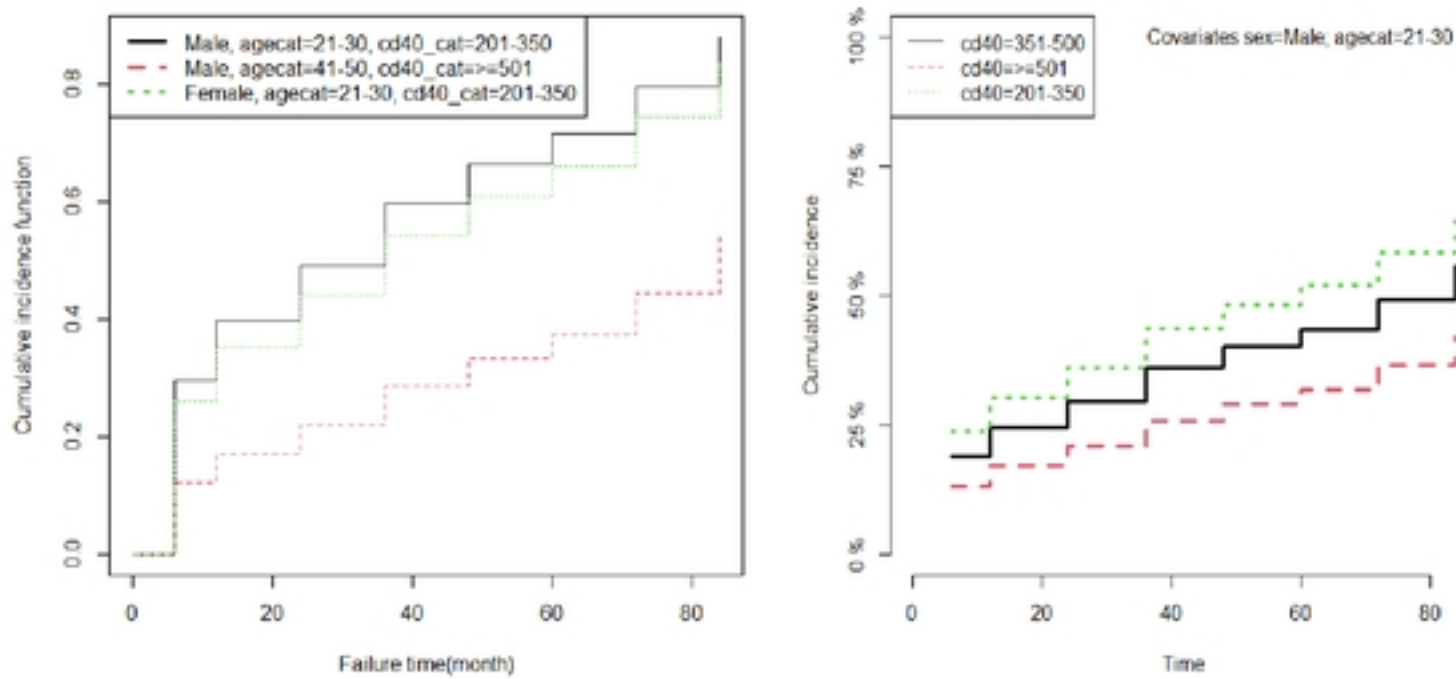 Male, agecat=21-30, cd40_cat=201-350
Male, agecat=41-50, cd40_cat=>=501
Female, agecat=21-30, cd40_cat=201-350
Cumulative incidence function
0.0
0.2
0.4
0.6
0.8
0
20
40
60
80
Failure time(month)
cd40=351-500
cd40=>=501
cd40=201-350
Covariates sex=Male, agecat=21-30
Cumulative incidence
0 %
25 %
50 %
75 %
100 %
0
20
40
60
80
Time